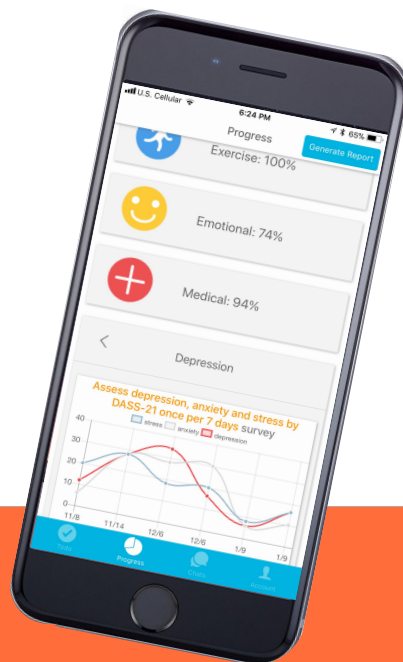 U.S. Cellular
6:24 PM
65%
Progress
Generate Report
Exercise: 100%
Emotional: 74%
Medical: 94%
Depression
Assess depression, anxiety and stress by
DASS-21 once per 7 days survey
stress anxiety depression
40
30
20
10
0
11/8 11/14 12/6 12/6 1/9 1/9
Todo Progress Chats Account